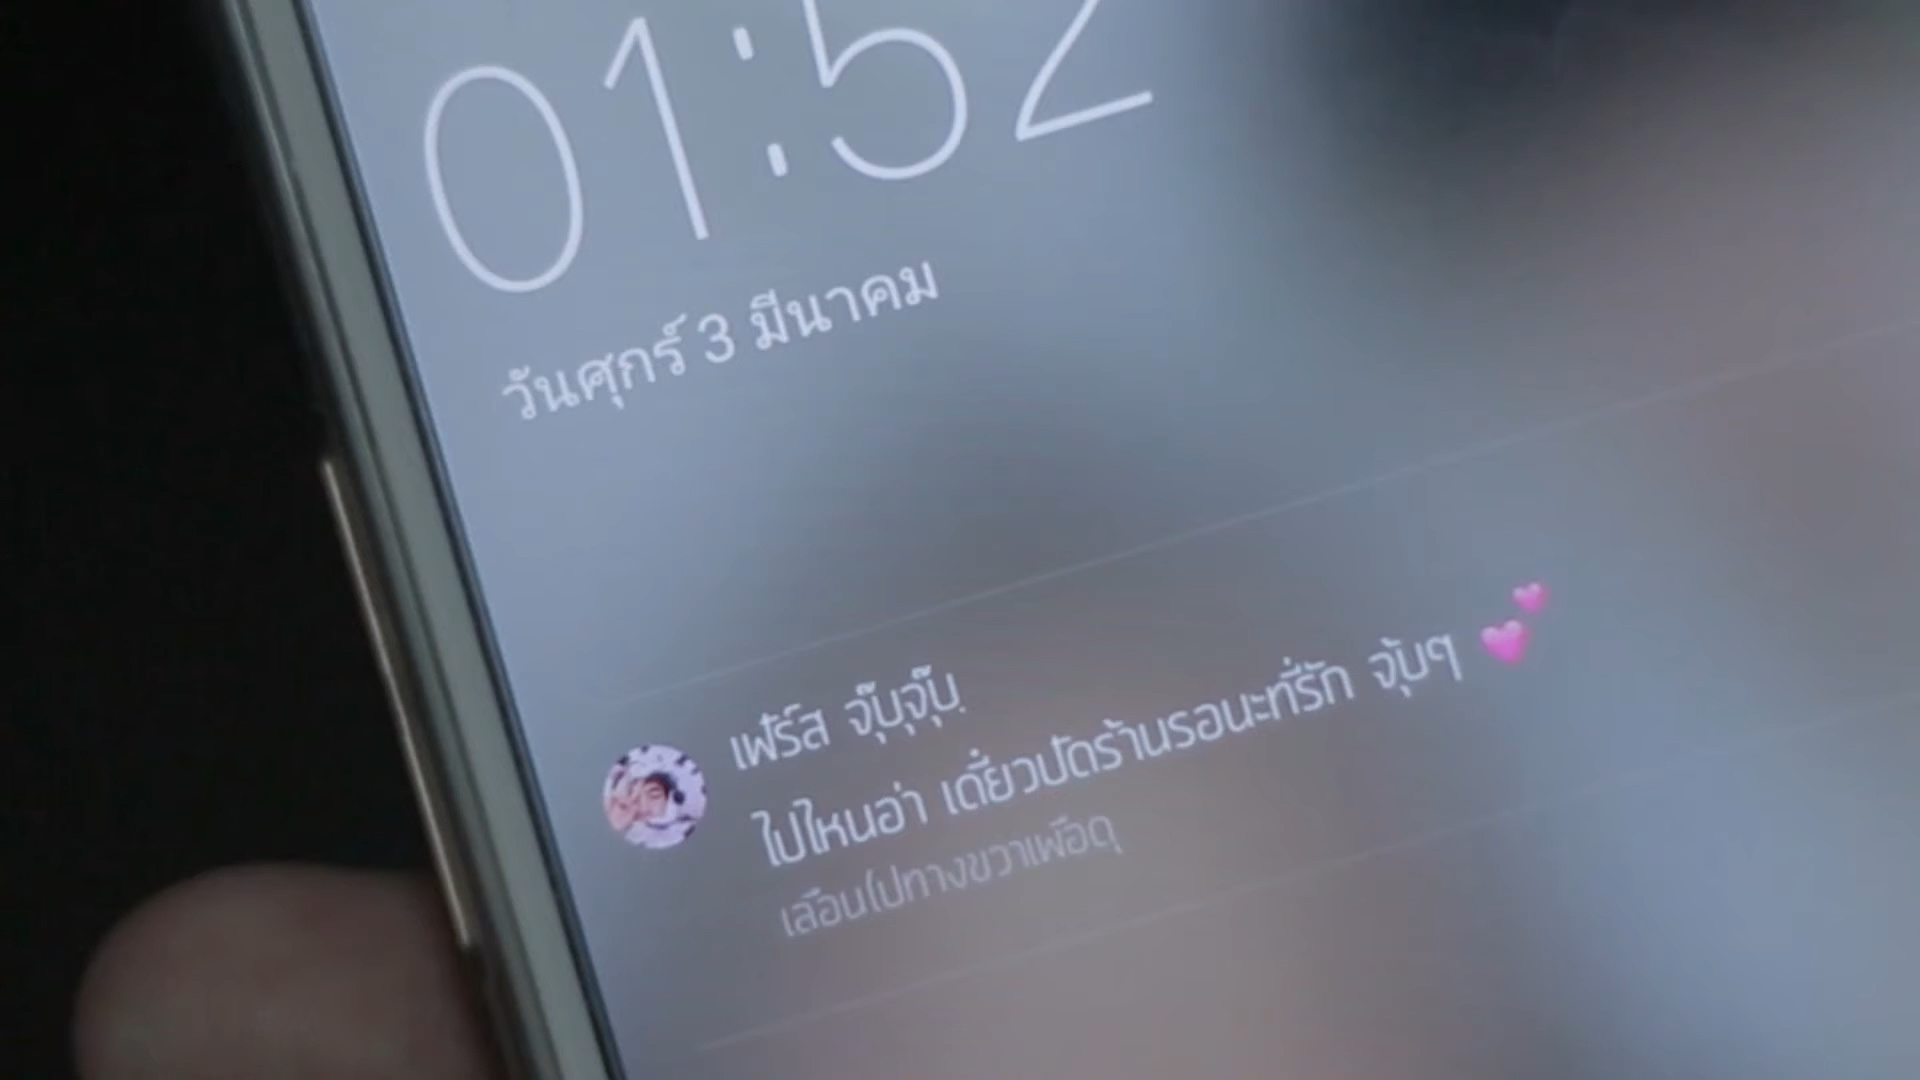 01:52
วันศุกร์ 3 มีนาคม
เฟิร์ส จุ๊บุจุ๊บุ
ไปไหนอ่า เดี๋ยวปัดร้านรอนะที่รัก จุ้บๆ 💕
เลื่อนไปทางขวาเพื่อดู